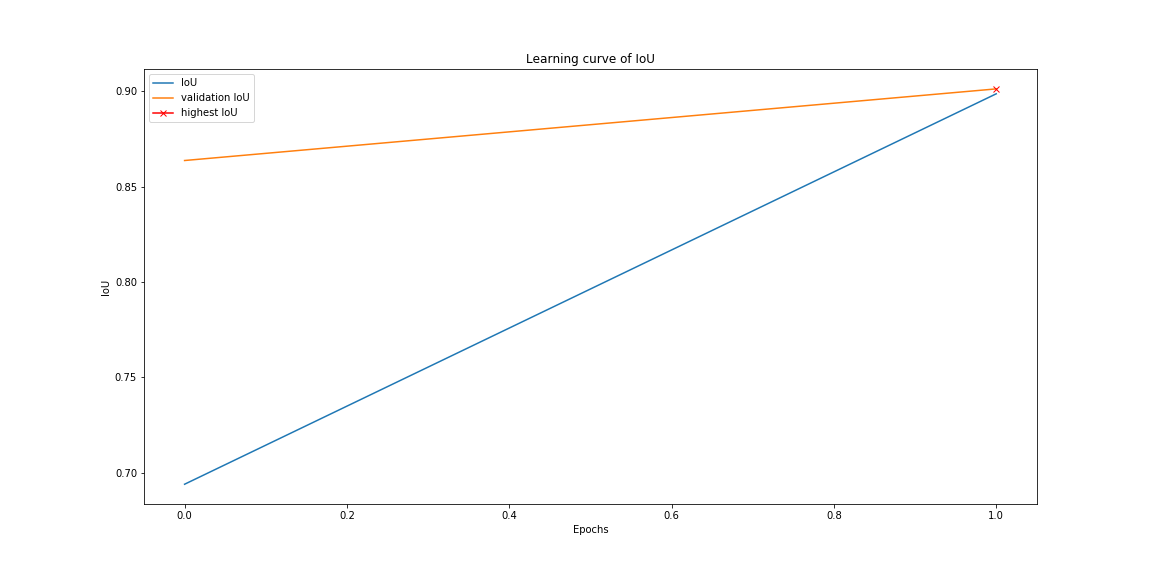 Learning curve of IoU
IoU
validation IoU
highest IoU
0.90
0.85
0.80
0.75
0.70
IoU
0.0 0.2 0.4 0.6 0.8 1.0
Epochs